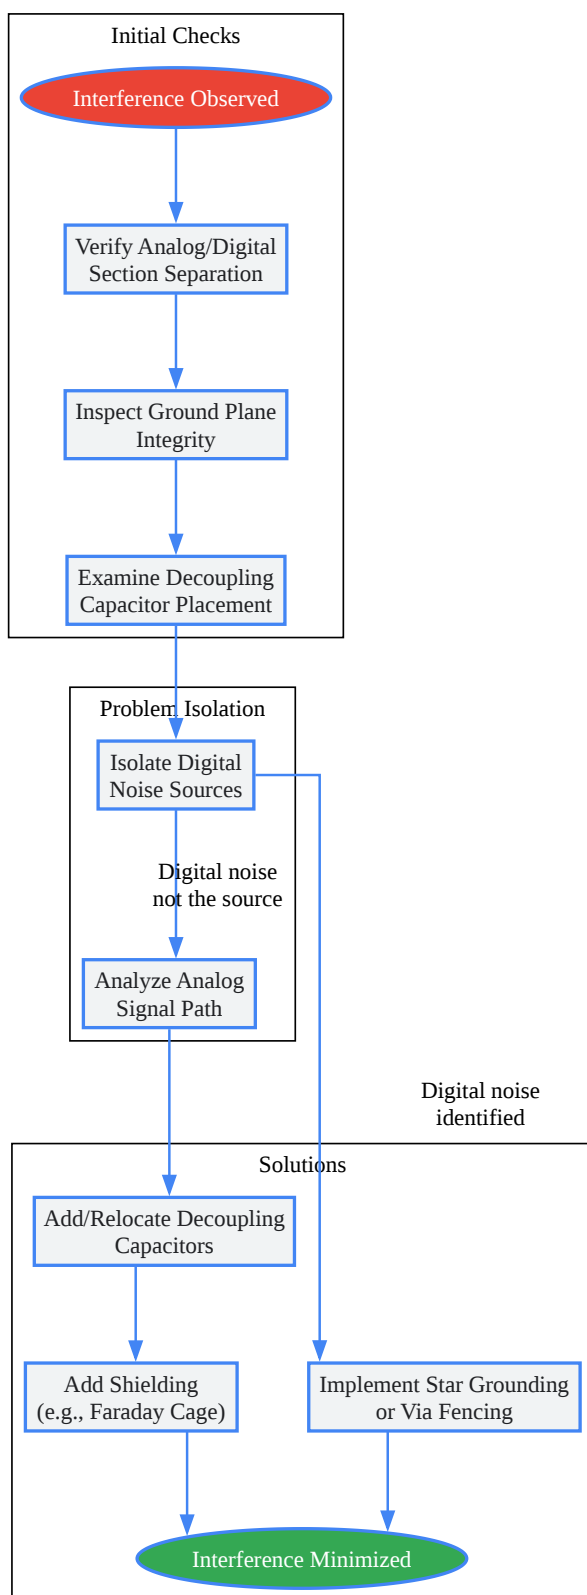 Initial Checks
Interference Observed
Verify Analog/Digital
Section Separation
Inspect Ground Plane
Integrity
Examine Decoupling
Capacitor Placement
Problem Isolation
Isolate Digital
Noise Sources
Digital noise
not the source
Analyze Analog
Signal Path
Digital noise
identified
Solutions
Add/Relocate Decoupling
Capacitors
Add Shielding
(e.g., Faraday Cage)
Implement Star Grounding
or Via Fencing
Interference Minimized